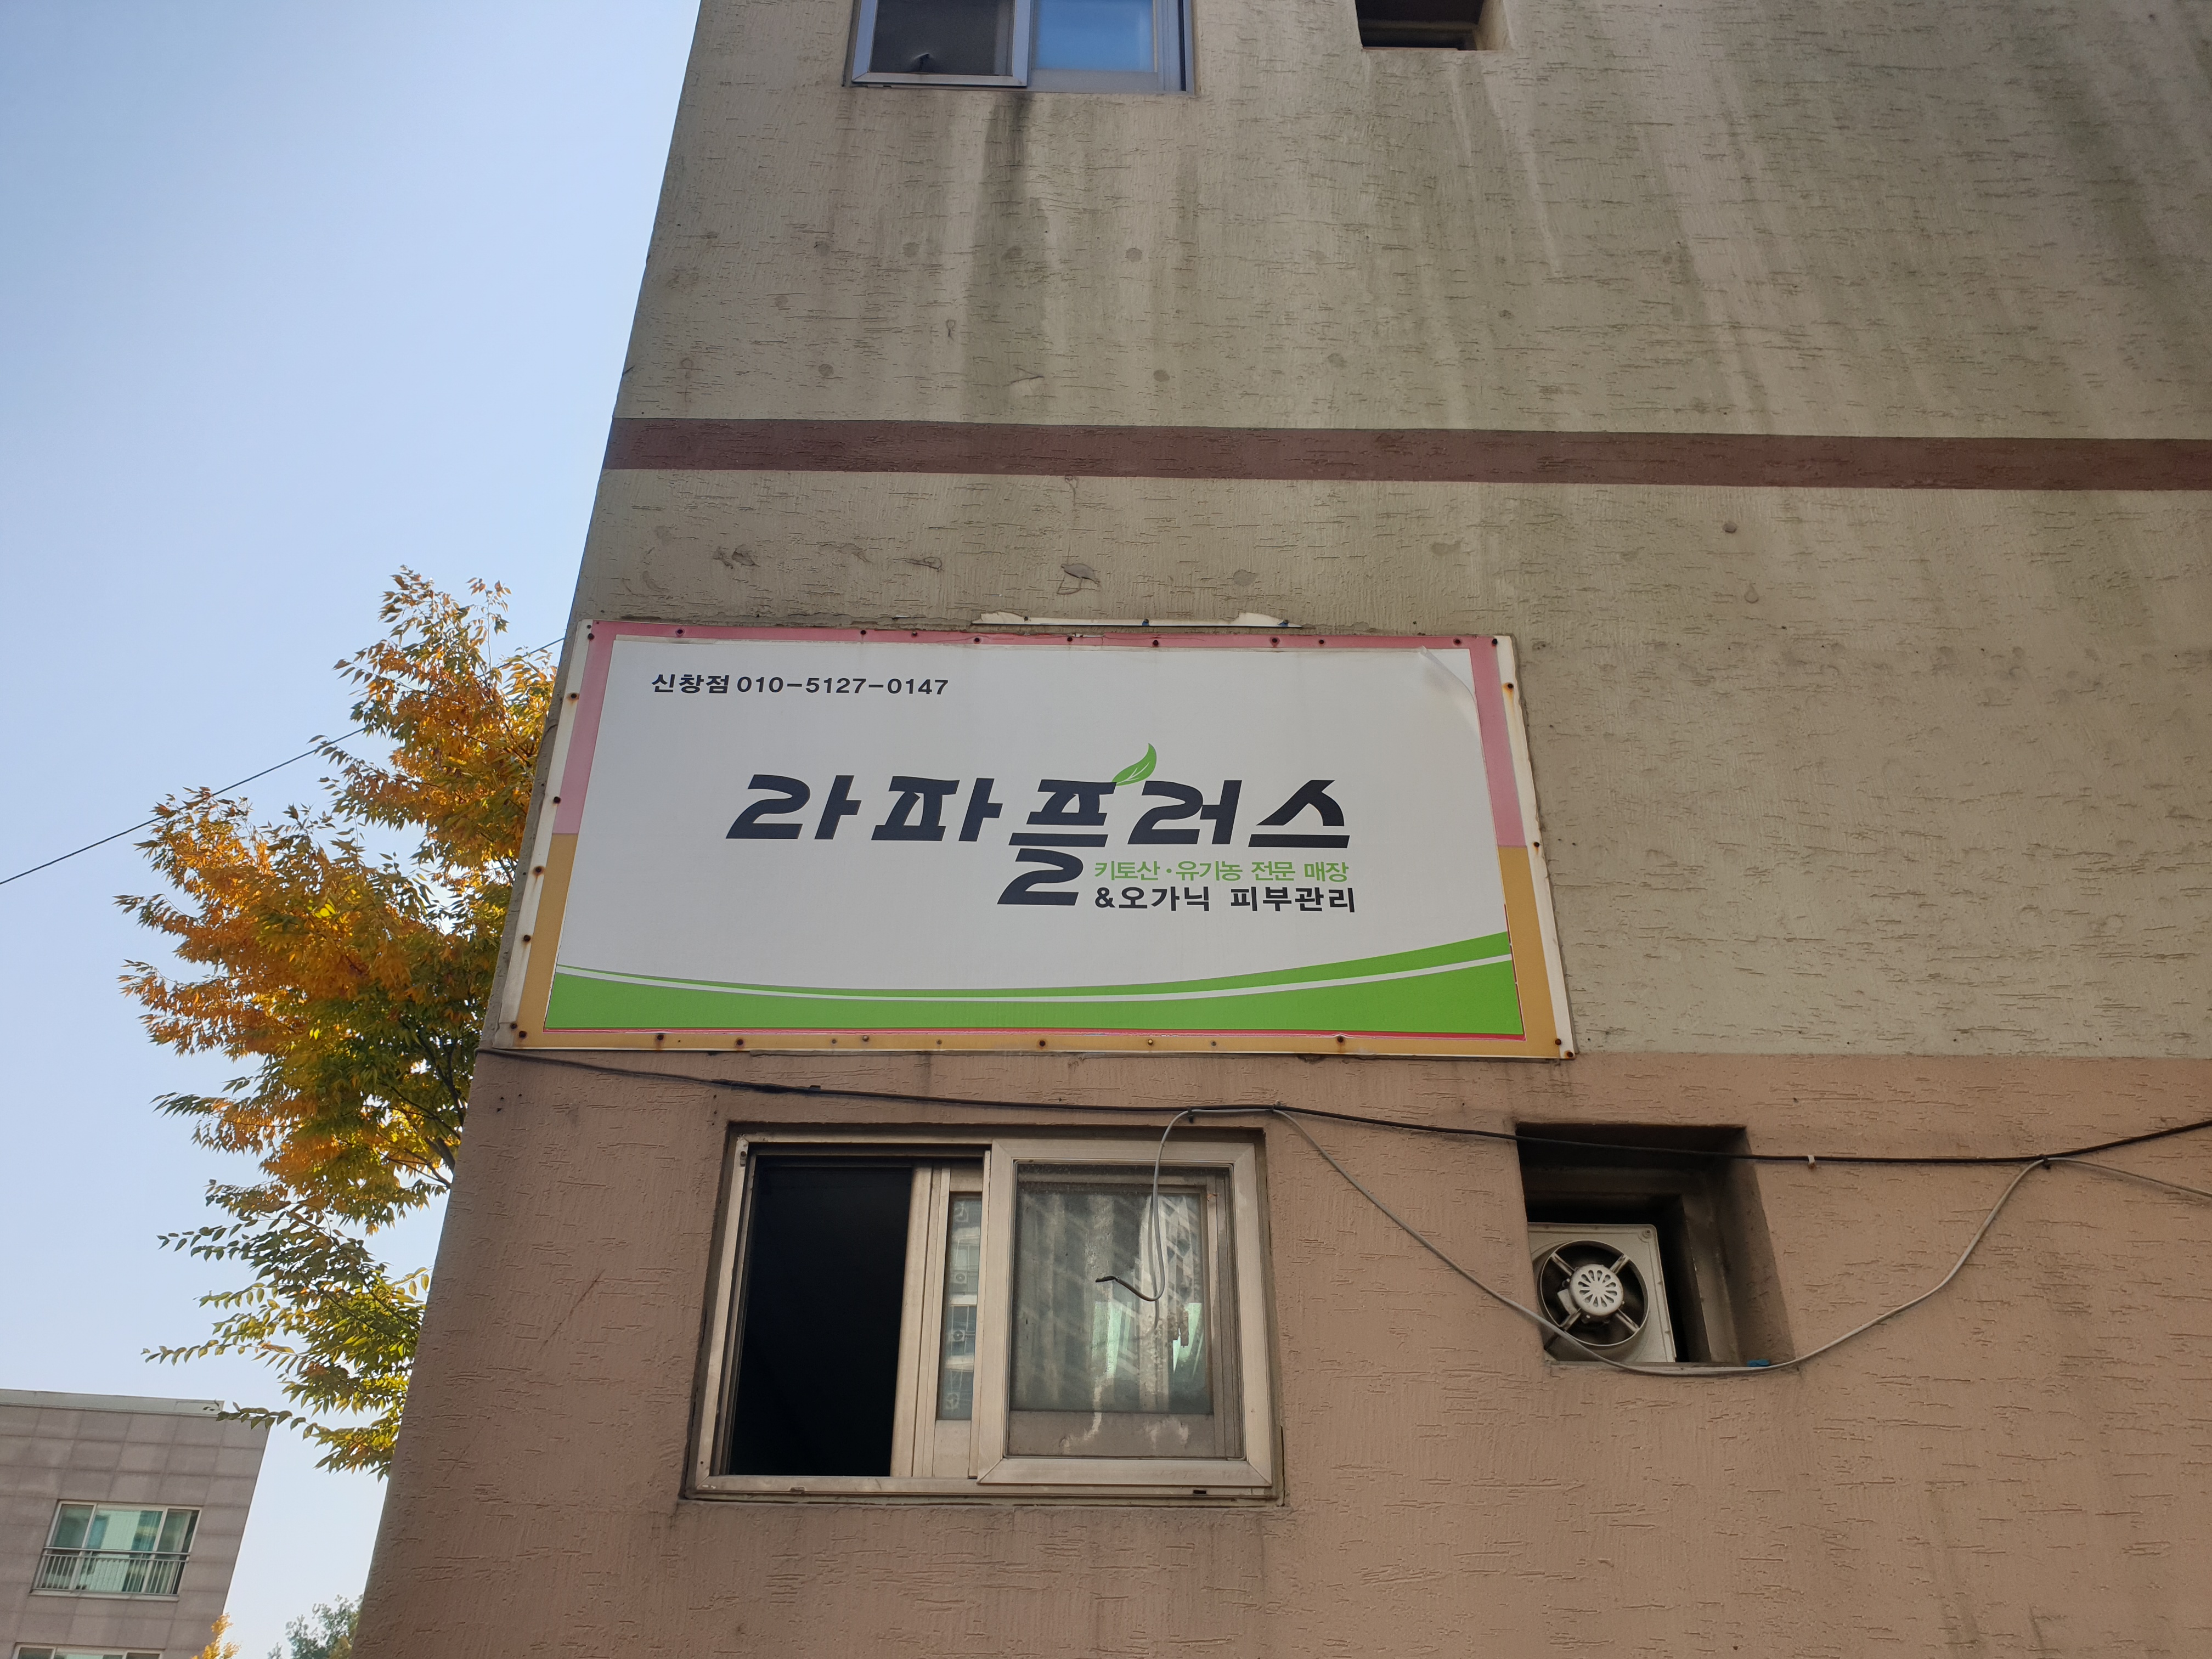 신창점 010-5127-0147
라파플러스
키토산·유기농 전문 매장
&오가닉 피부관리